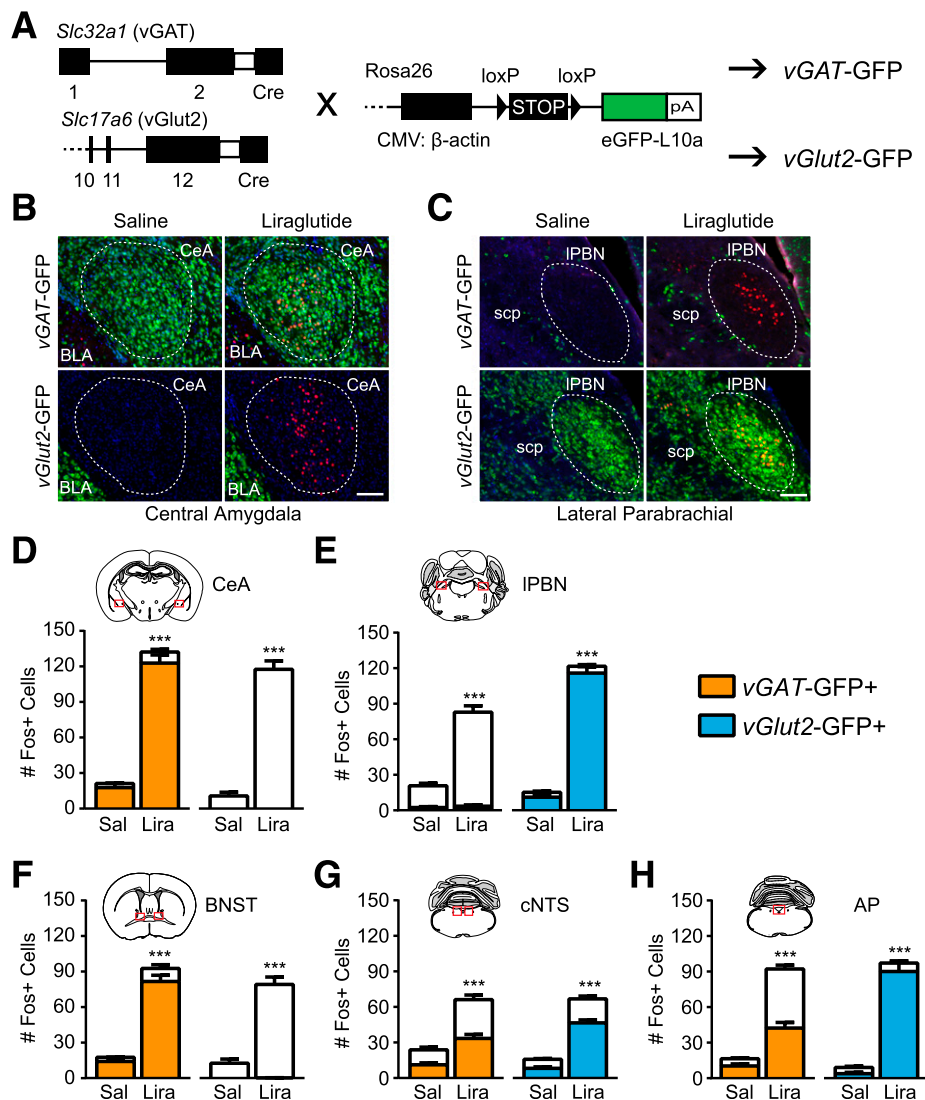 A
Slc32a1 (vGAT)
1 2 Cre
Slc17a6 (vGlut2)
10 11 12 Cre
X
Rosa26
loxP loxP
STOP
pA
CMV: β-actin eGFP-L10a
→ vGAT-GFP
→ vGlut2-GFP
B
Saline Liraglutide
vGAT-GFP
CeA CeA
BLA BLA
vGlut2-GFP
CeA CeA
BLA BLA
Central Amygdala
C
Saline Liraglutide
vGAT-GFP
lPBN lPBN
scp scp
vGlut2-GFP
lPBN lPBN
scp scp
Lateral Parabrachial
D
CeA
# Fos+ Cells
150
120
90
60
30
0
*** ***
Sal Lira Sal Lira
E
lPBN
# Fos+ Cells
150
120
90
60
30
0
*** ***
Sal Lira Sal Lira
vGAT-GFP+
vGlut2-GFP+
F
BNST
# Fos+ Cells
150
120
90
60
30
0
*** ***
Sal Lira Sal Lira
G
cNTS
# Fos+ Cells
150
120
90
60
30
0
*** ***
Sal Lira Sal Lira
H
AP
# Fos+ Cells
150
120
90
60
30
0
*** ***
Sal Lira Sal Lira